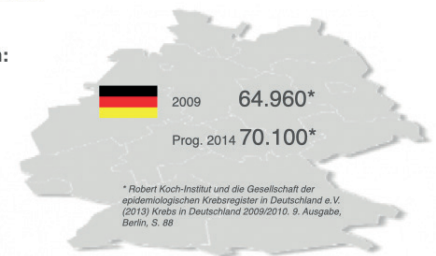 :
2009 64.960*
Prog. 2014 70.100*
* Robert Koch-Institut und die Gesellschaft der
epidemiologischen Krebsregister in Deutschland e.V.
(2013) Krebs in Deutschland 2009/2010. 9. Ausgabe,
Berlin, S. 88